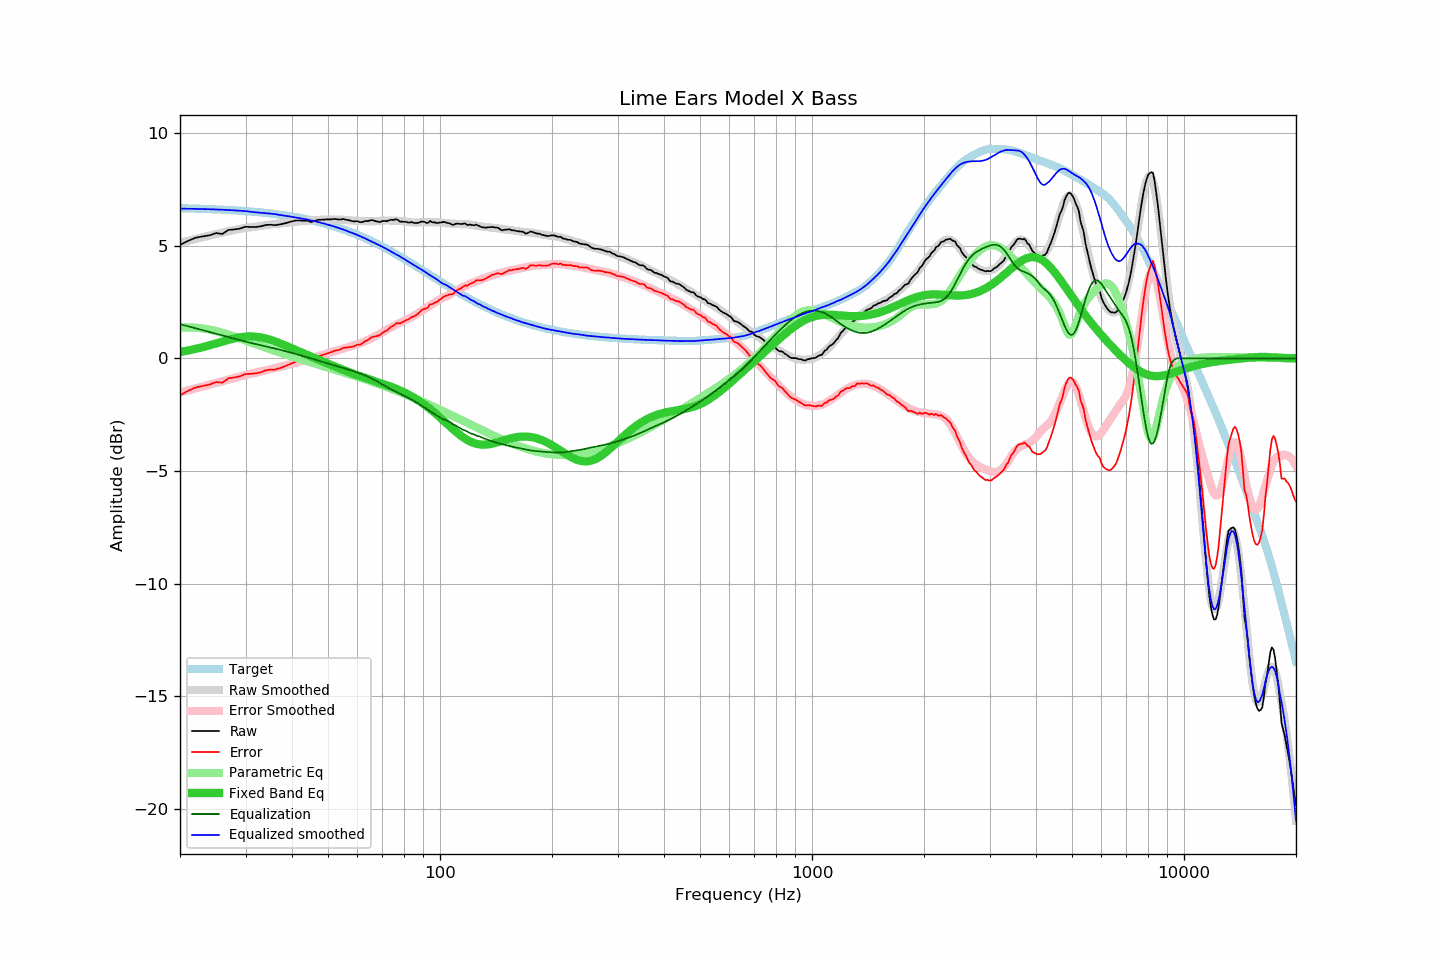 Lime Ears Model X Bass
10
5
0
−5
−10
−15
−20
Amplitude (dBr)
Target
Raw Smoothed
Error Smoothed
Raw
Error
Parametric Eq
Fixed Band Eq
Equalization
Equalized smoothed
100
1000
10000
Frequency (Hz)